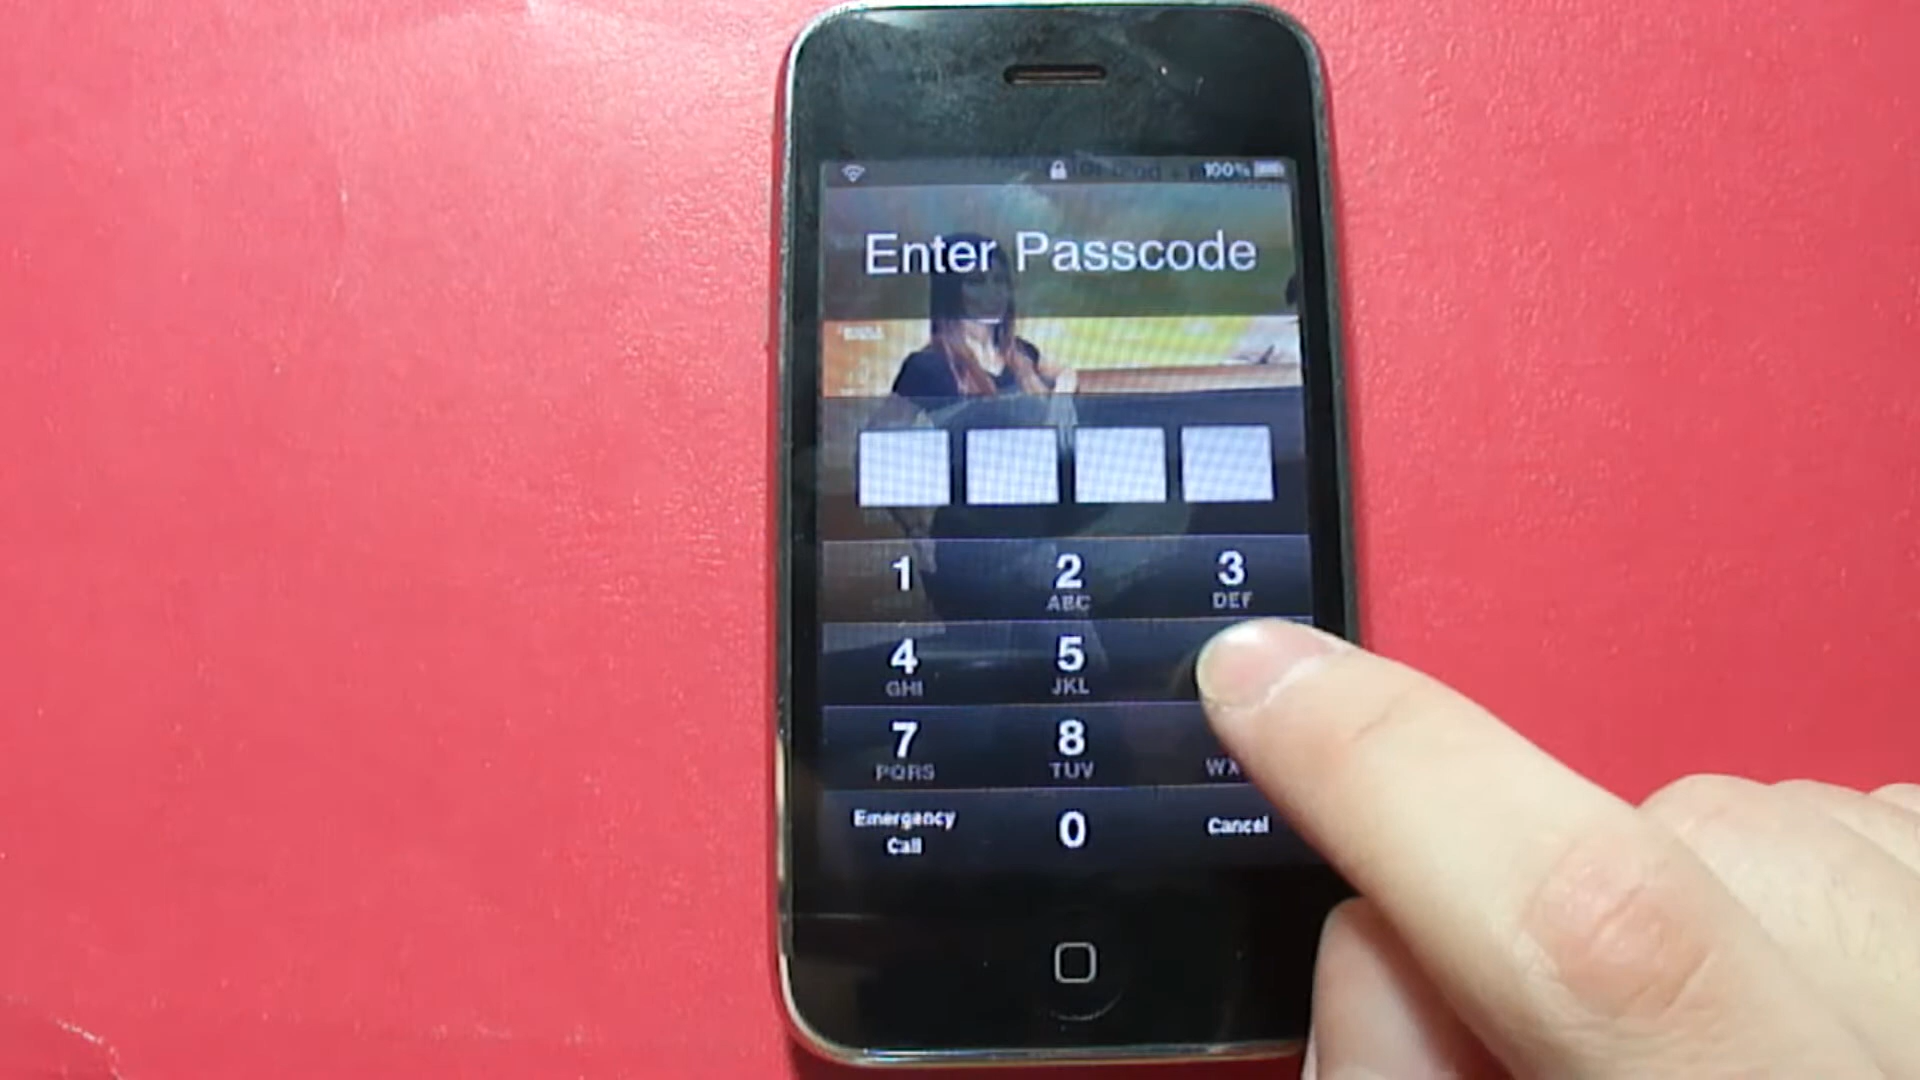 100%
Enter Passcode
1 2 3
ABC DEF
4 5
GHI JKL
7 8
PQRS TUV WX
Emergency
Call
0 Cancel